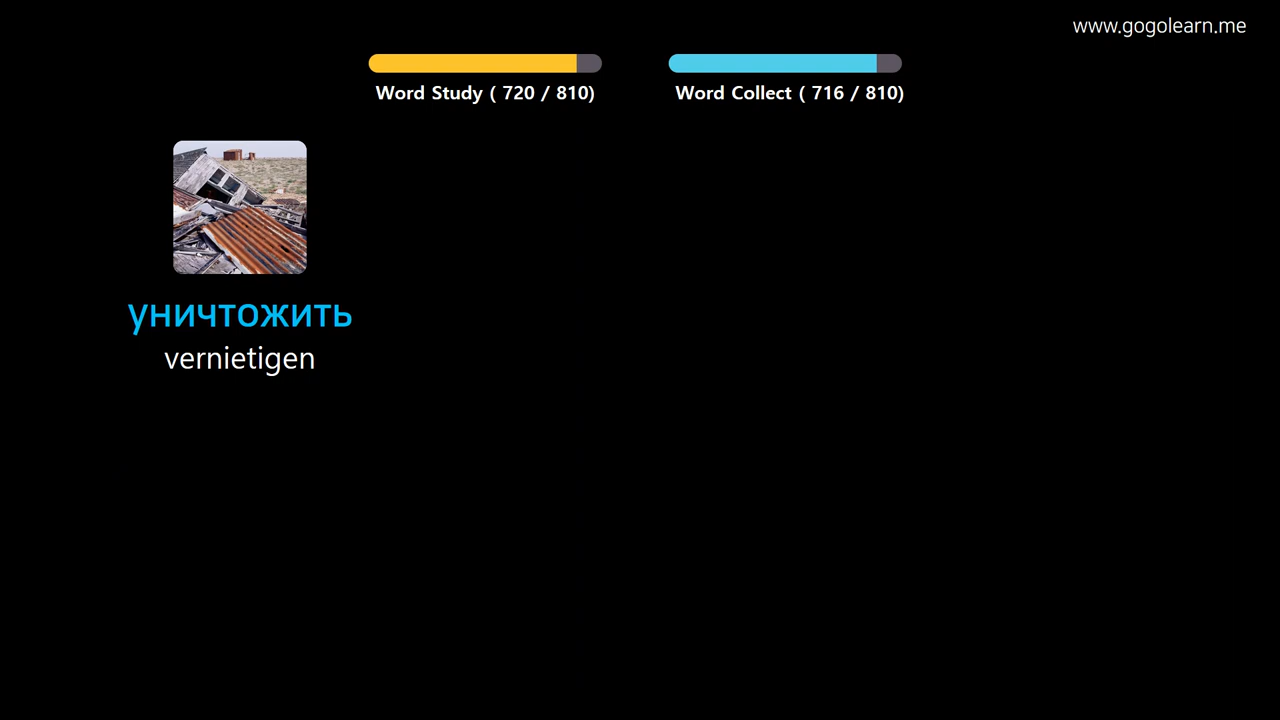 www.gogolearn.me
Word Study ( 720 / 810)
Word Collect ( 716 / 810)
уничтожить
vernietigen